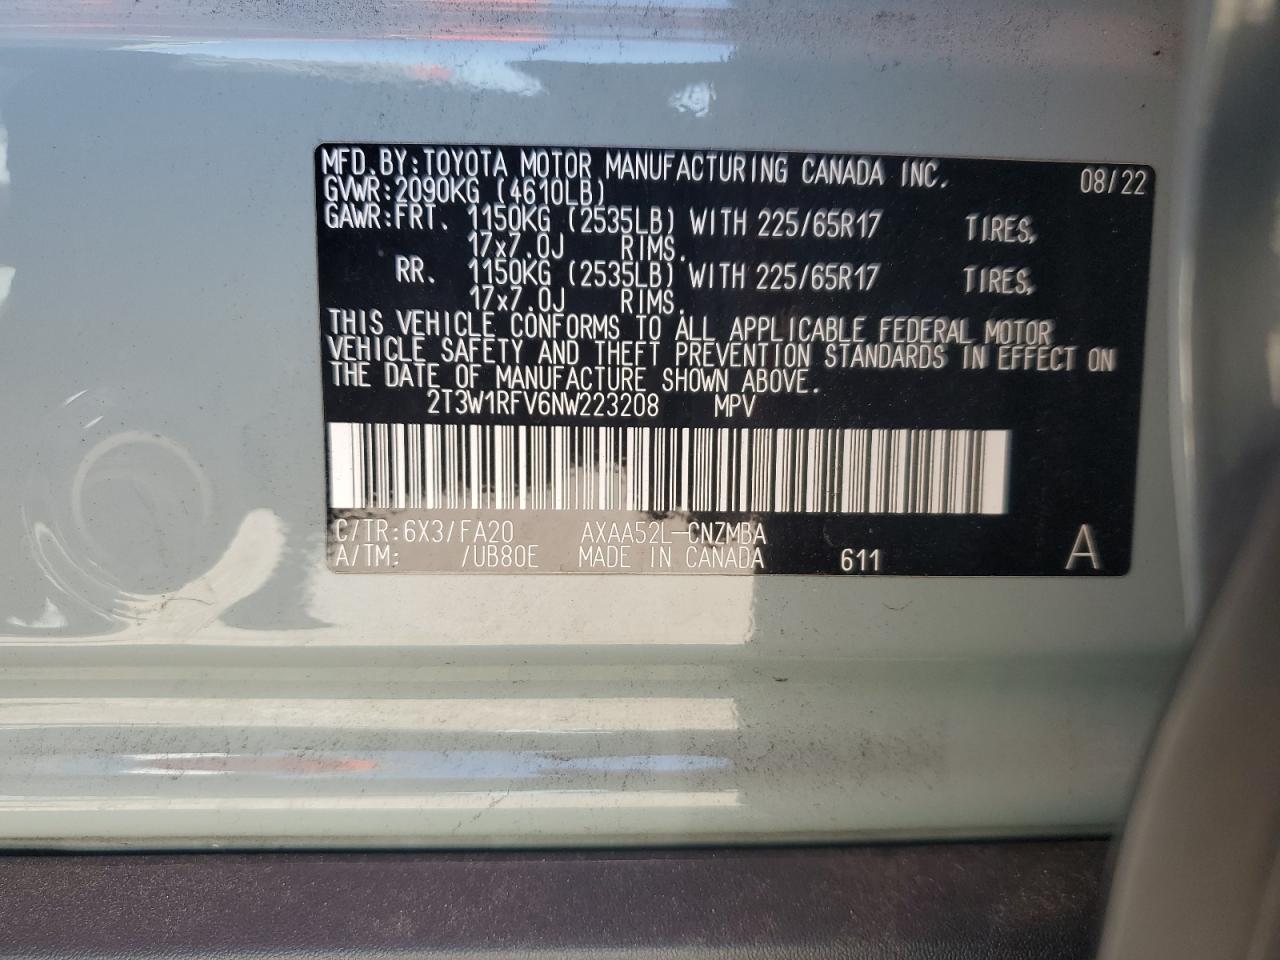 MFD.BY:TOYOTA MOTOR MANUFACTURING CANADA INC. 08/22
GVWR:2090KG (4610LB)
GAWR:FRT. 1150KG (2535LB) WITH 225/65R17 TIRES,
17x7.0J RIMS.
RR. 1150KG (2535LB) WITH 225/65R17 TIRES,
17x7.0J RIMS.
THIS VEHICLE CONFORMS TO ALL APPLICABLE FEDERAL MOTOR
VEHICLE SAFETY AND THEFT PREVENTION STANDARDS IN EFFECT ON
THE DATE OF MANUFACTURE SHOWN ABOVE.
2T3W1RFV6NW223208 MPV
C/TR:6X3/FA20 AXAA52L-CNZMBA
A/TM: /UB80E MADE IN CANADA 611 A